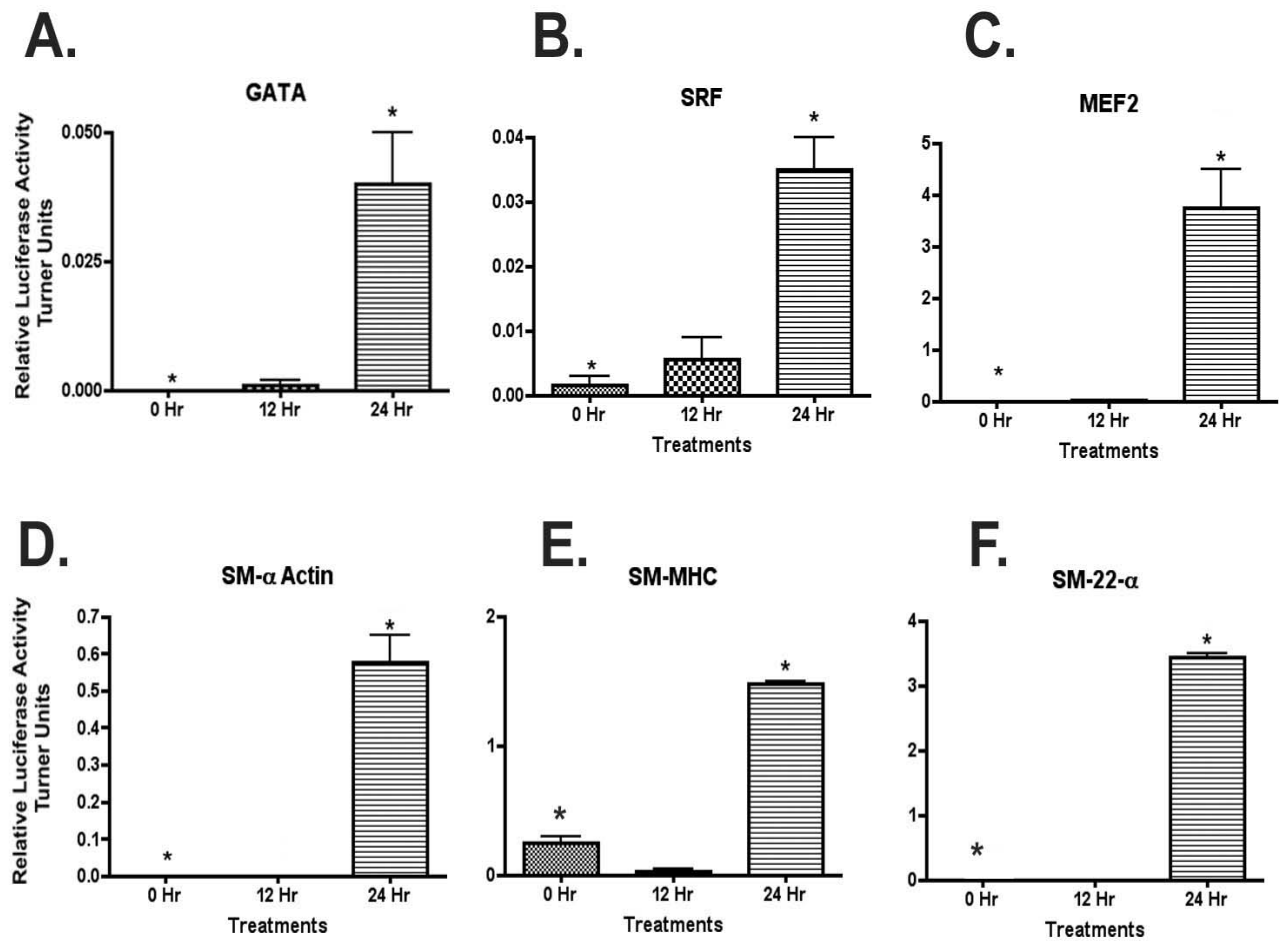 A.
GATA
Relative Luciferase Activity
Turner Units
0.050
0.025
0.000
*
*
0 Hr 12 Hr 24 Hr
B.
SRF
0.04
0.03
0.02
0.01
0.00
*
*
0 Hr 12 Hr 24 Hr
Treatments
C.
MEF2
5
4
3
2
1
0
*
*
0 Hr 12 Hr 24 Hr
Treatments
D.
SM-α Actin
Relative Luciferase Activity
Turner Units
0.7
0.6
0.5
0.4
0.3
0.2
0.1
0.0
*
*
0 Hr 12 Hr 24 Hr
Treatments
E.
SM-MHC
2
1
0
*
*
0 Hr 12 Hr 24 Hr
Treatments
F.
SM-22-α
4
3
2
1
0
*
*
0 Hr 12 Hr 24 Hr
Treatments